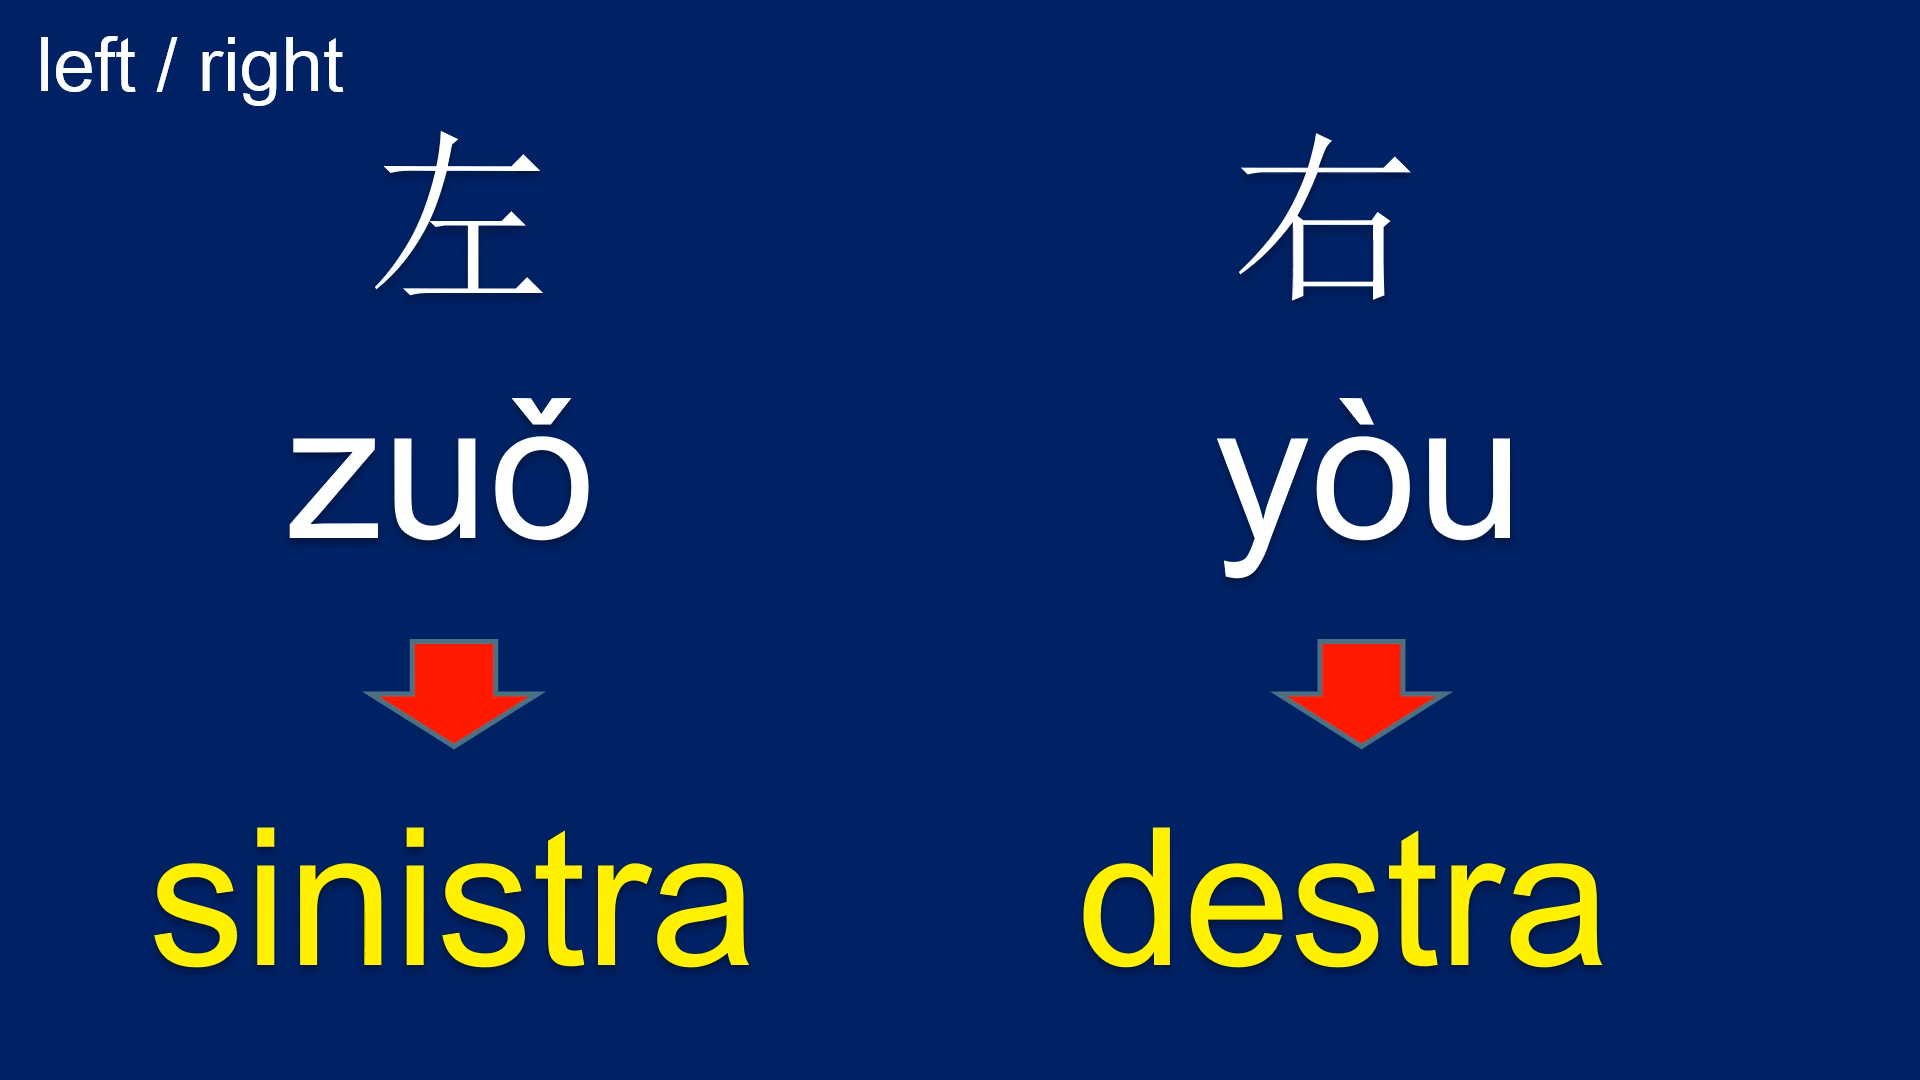 left / right
左 右
zuǒ yòu
sinistra destra